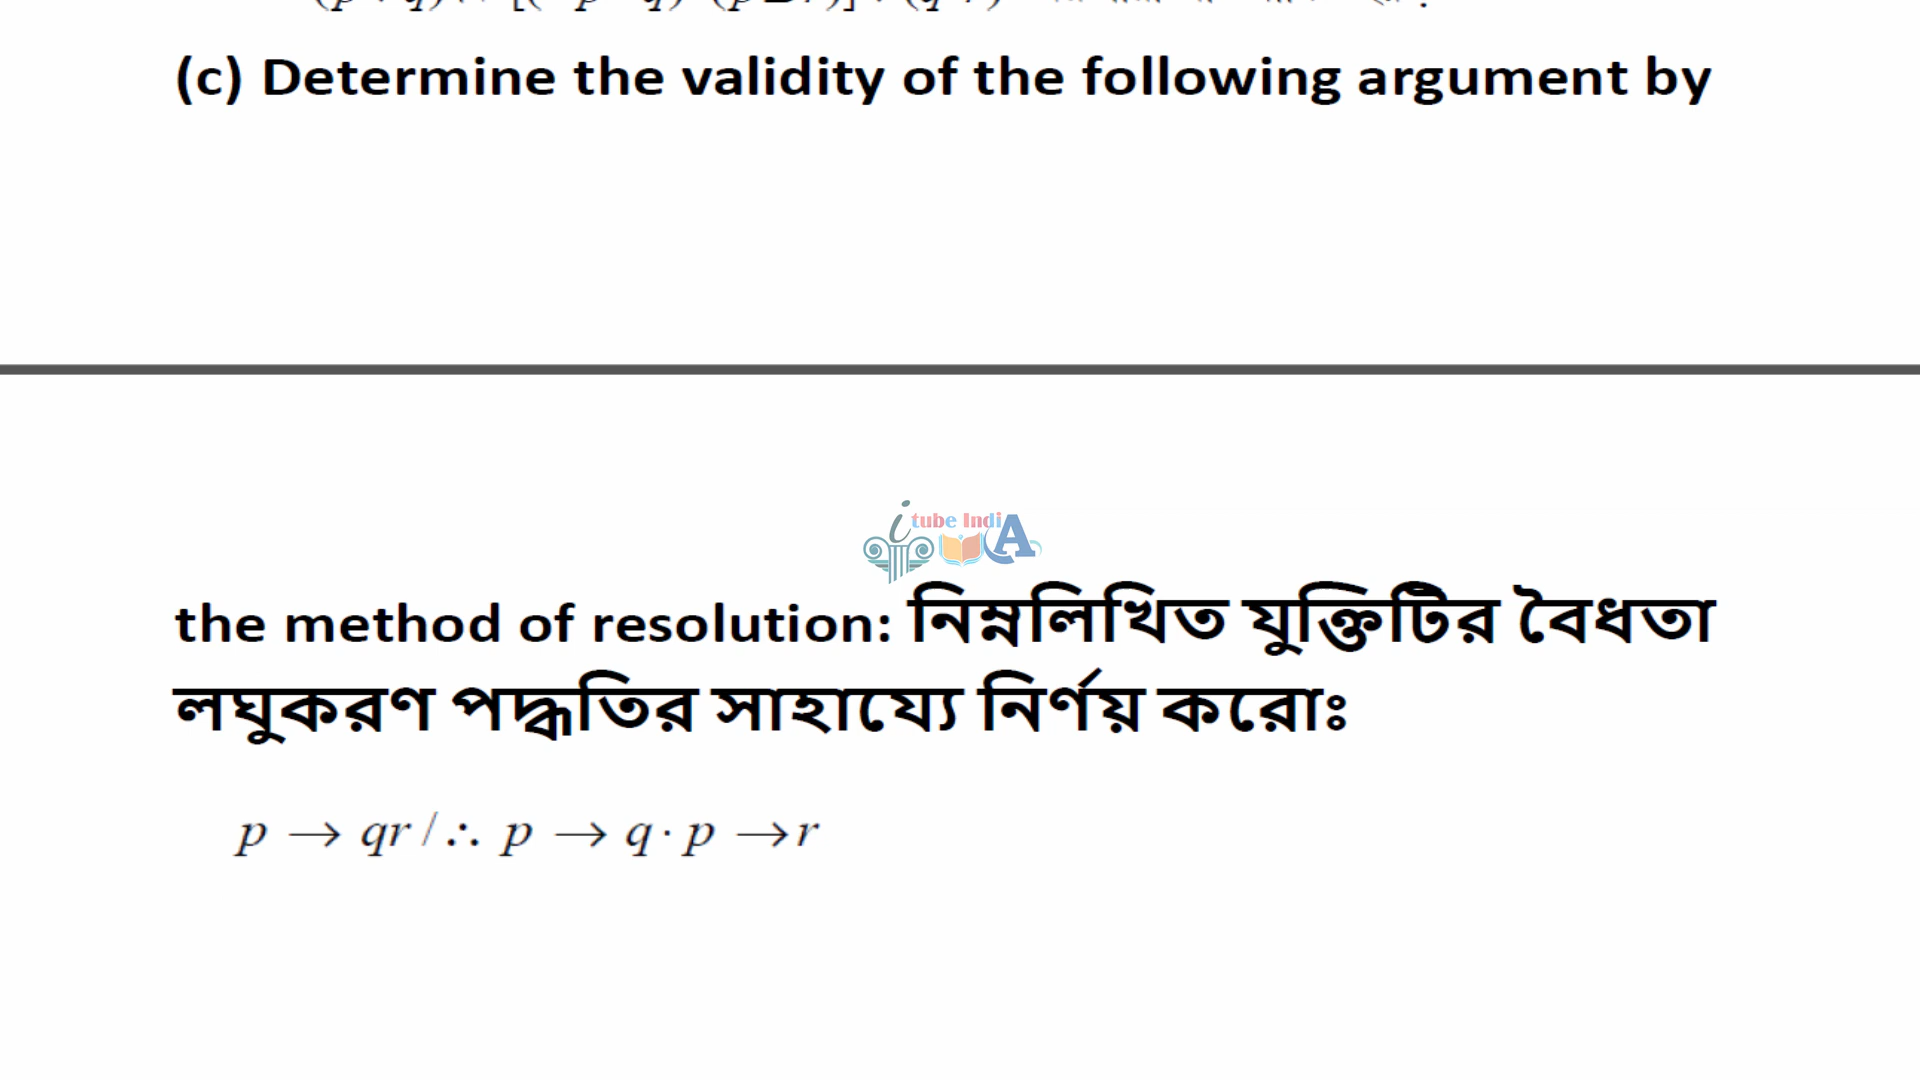 (c) Determine the validity of the following argument by
itube IndiA
the method of resolution: নিম্নলিখিত যুক্তিটির বৈধতা
লঘুকরণ পদ্ধতির সাহায্যে নির্ণয় করোঃ
p → qr / ∴ p → q · p → r